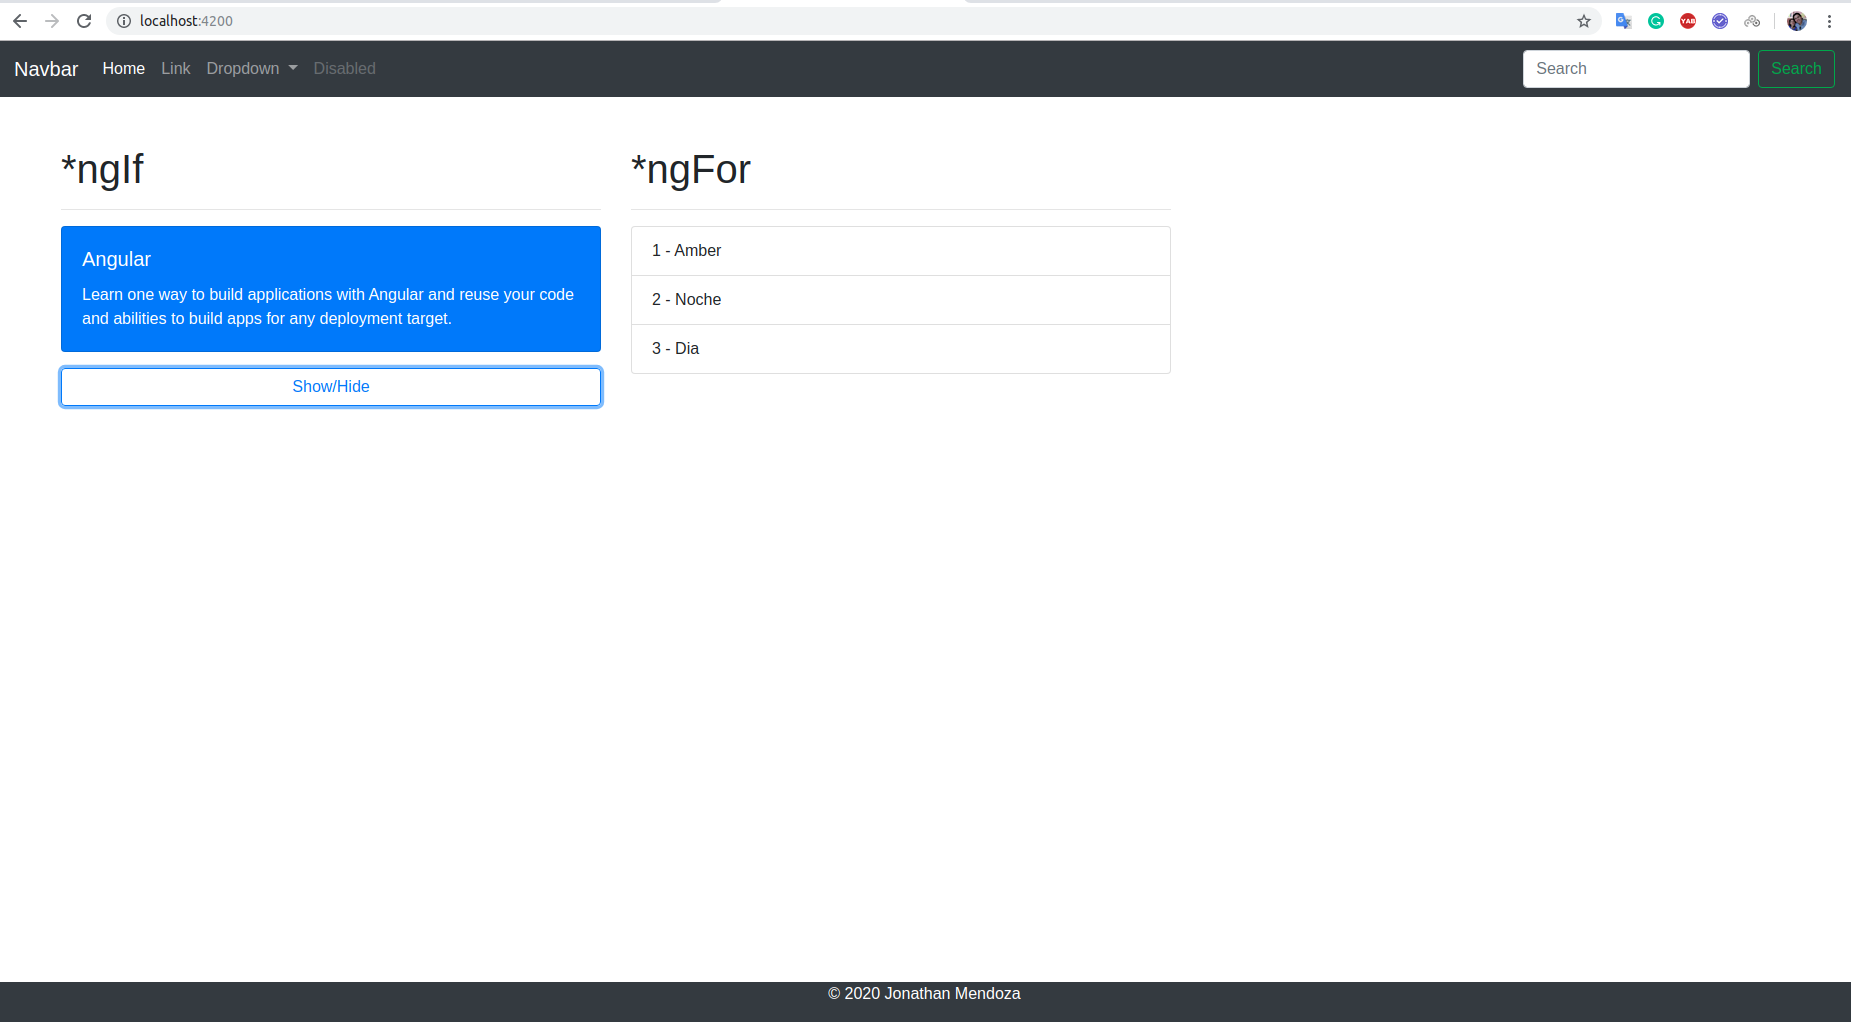 localhost:4200
Navbar Home Link Dropdown Disabled Search Search
*ngIf
Angular
Learn one way to build applications with Angular and reuse your code
and abilities to build apps for any deployment target.
Show/Hide
*ngFor
1 - Amber
2 - Noche
3 - Dia
© 2020 Jonathan Mendoza